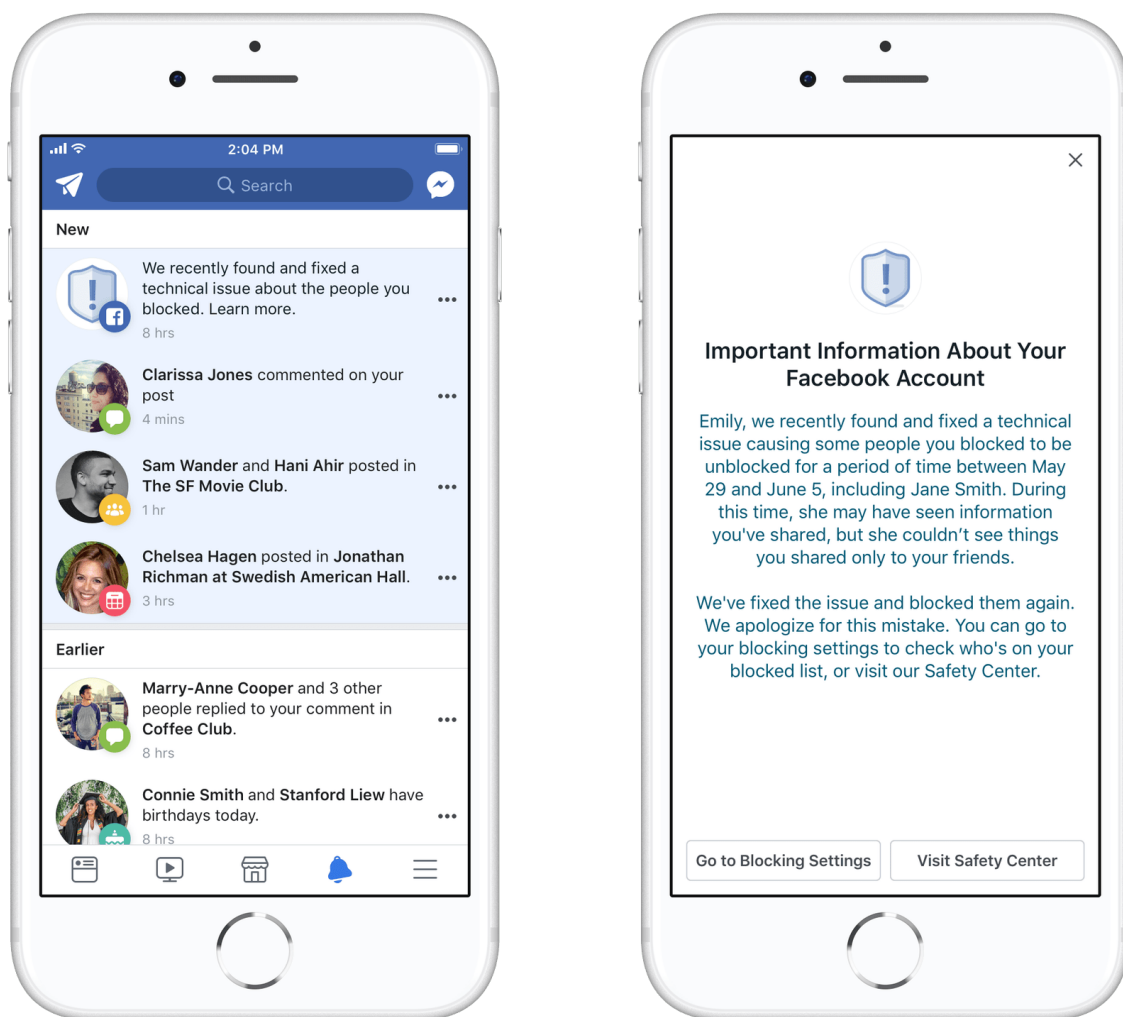 2:04 PM
Search
New
We recently found and fixed a
technical issue about the people you
blocked. Learn more.
8 hrs
Clarissa Jones commented on your
post
4 mins
Sam Wander and Hani Ahir posted in
The SF Movie Club.
1 hr
Chelsea Hagen posted in Jonathan
Richman at Swedish American Hall.
3 hrs
Earlier
Marry-Anne Cooper and 3 other
people replied to your comment in
Coffee Club.
8 hrs
Connie Smith and Stanford Liew have
birthdays today.
8 hrs
Important Information About Your
Facebook Account
Emily, we recently found and fixed a technical
issue causing some people you blocked to be
unblocked for a period of time between May
29 and June 5, including Jane Smith. During
this time, she may have seen information
you've shared, but she couldn’t see things
you shared only to your friends.
We've fixed the issue and blocked them again.
We apologize for this mistake. You can go to
your blocking settings to check who's on your
blocked list, or visit our Safety Center.
Go to Blocking Settings
Visit Safety Center